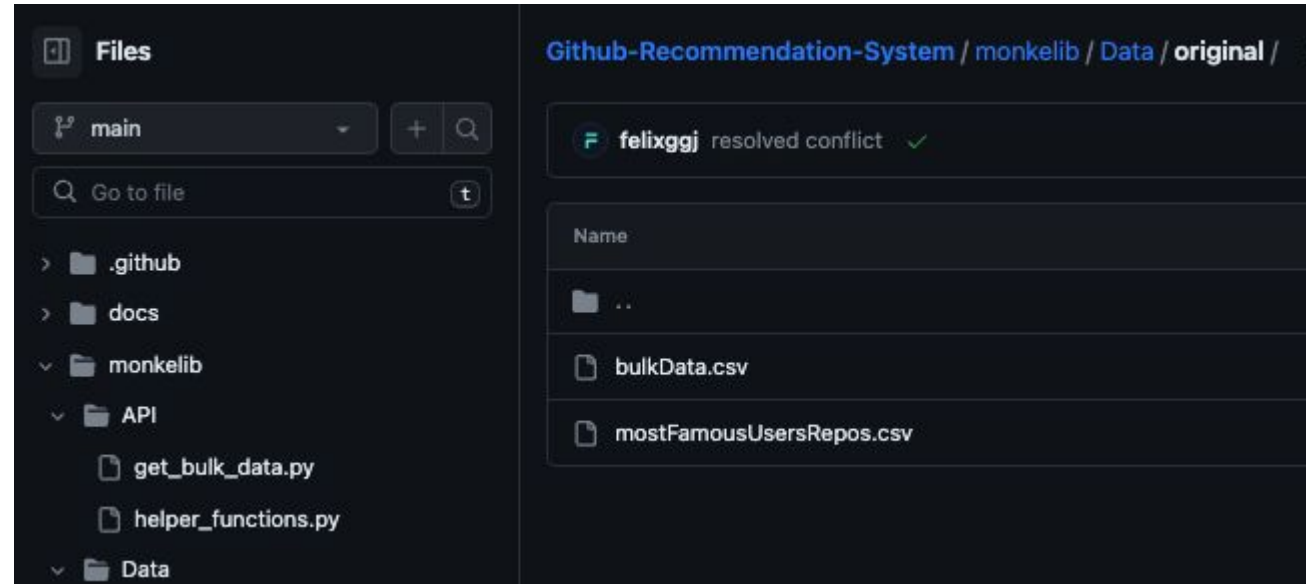 Files
main
Go to file
t
.github
docs
monkelib
API
get_bulk_data.py
helper_functions.py
Data
Github-Recommendation-System / monkelib / Data / original /
felixggj resolved conflict
Name
..
bulkData.csv
mostFamousUsersRepos.csv